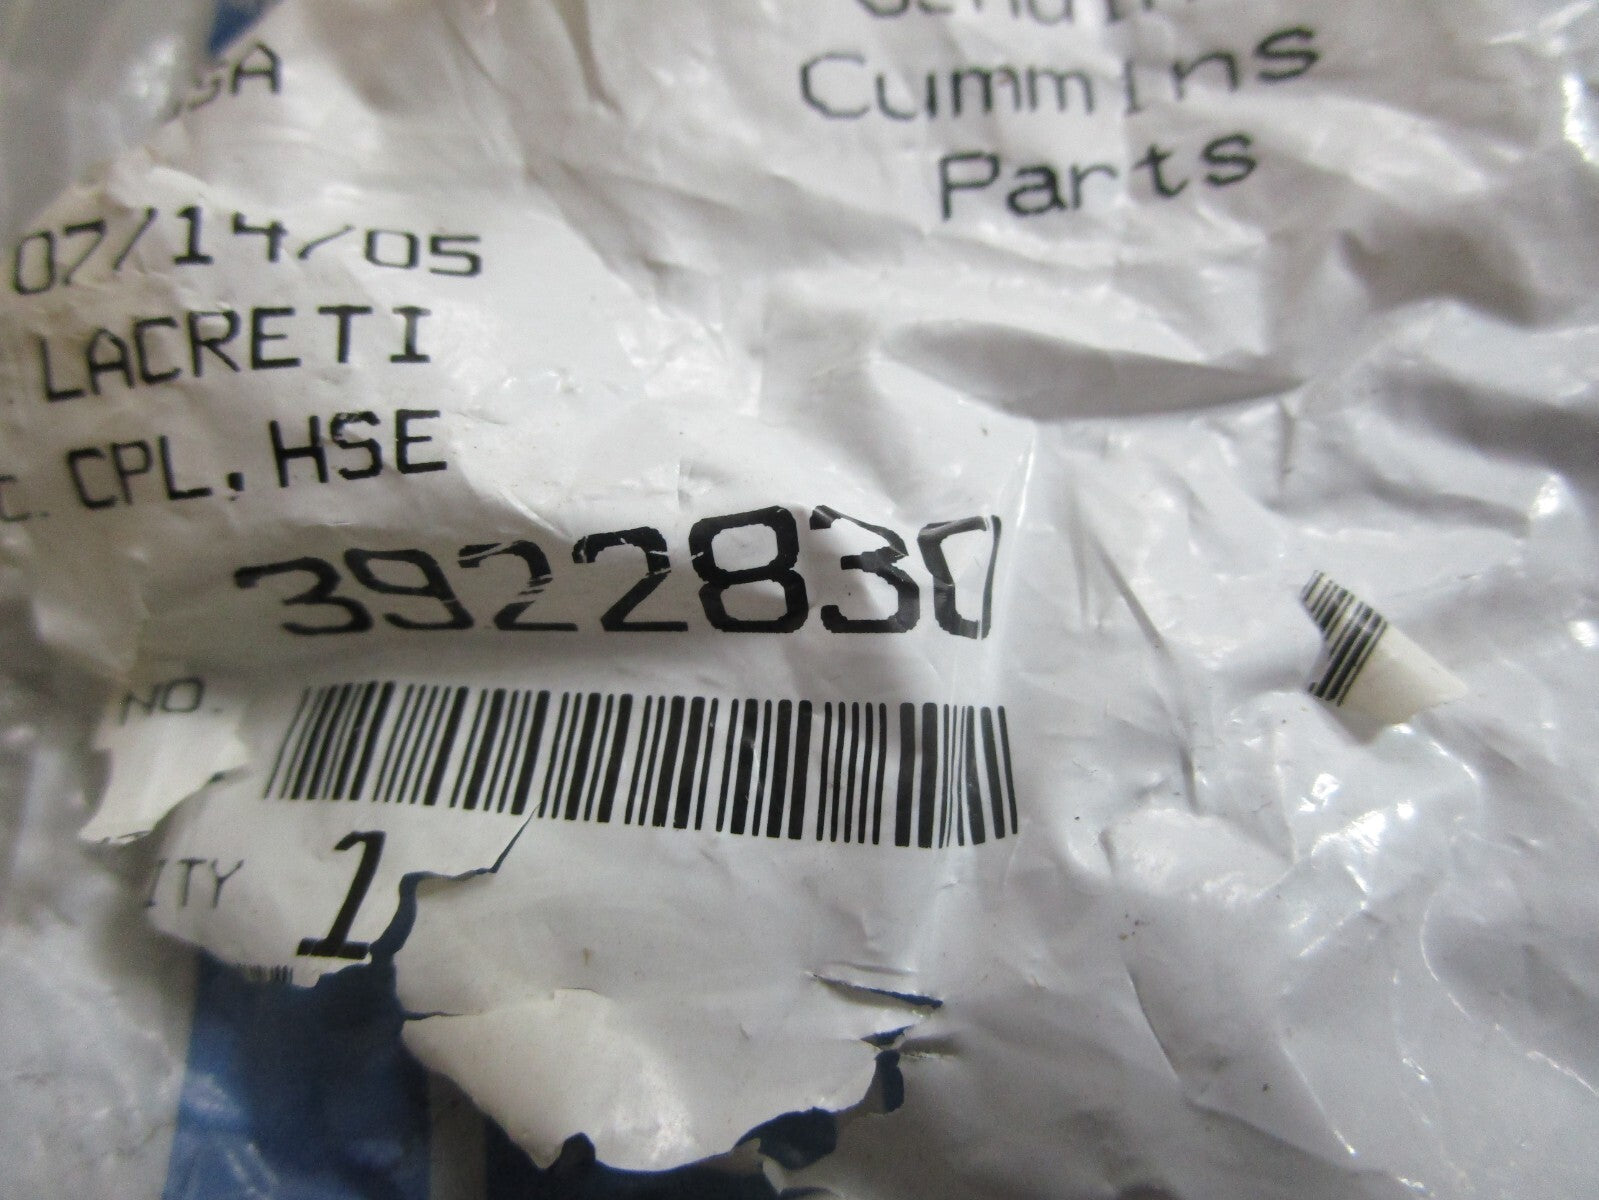 Cummins
Parts
07/14/05
LACRETI
CPL, HSE
3922830
NO.
1